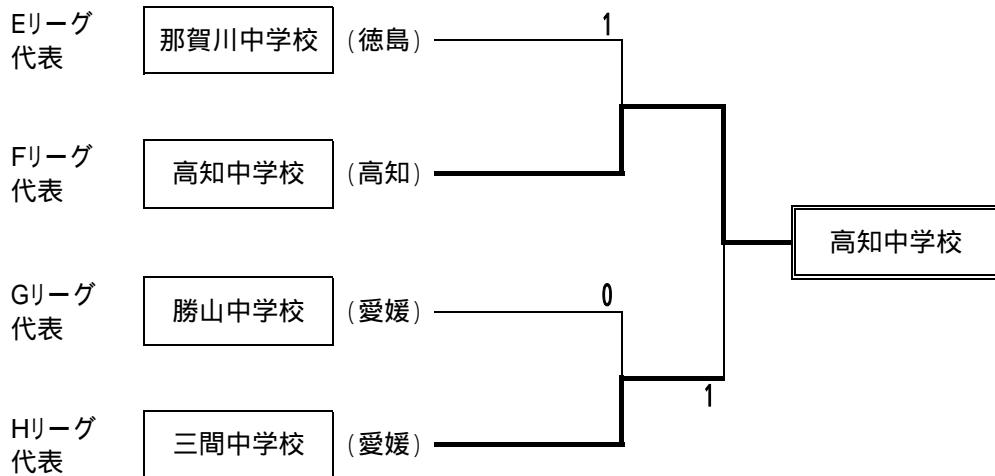 Eリーグ
代表
那賀川中学校
(徳島)
1
Fリーグ
代表
高知中学校
(高知)
高知中学校
Gリーグ
代表
勝山中学校
(愛媛)
0
1
Hリーグ
代表
三間中学校
(愛媛)